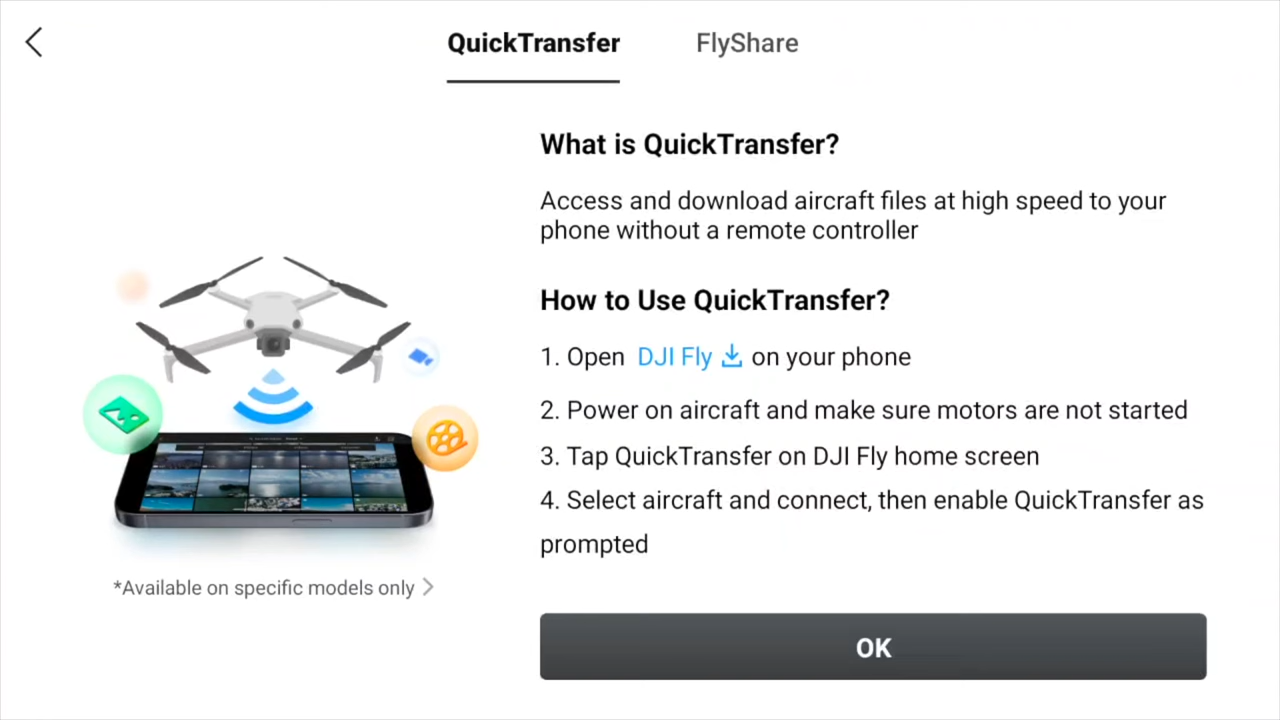 QuickTransfer
FlyShare
What is QuickTransfer?
Access and download aircraft files at high speed to your
phone without a remote controller
How to Use QuickTransfer?
1. Open DJI Fly on your phone
2. Power on aircraft and make sure motors are not started
3. Tap QuickTransfer on DJI Fly home screen
4. Select aircraft and connect, then enable QuickTransfer as
prompted
*Available on specific models only
OK